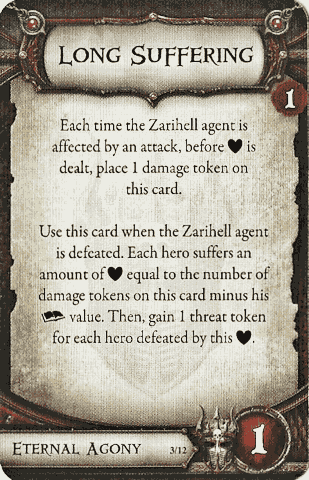 LONG SUFFERING
1
Each time the Zarihell agent is
affected by an attack, before ♥ is
dealt, place 1 damage token on
this card.
Use this card when the Zarihell agent
is defeated. Each hero suffers an
amount of ♥ equal to the number of
damage tokens on this card minus his
value. Then, gain 1 threat token
for each hero defeated by this ♥.
ETERNAL AGONY
3/12
1